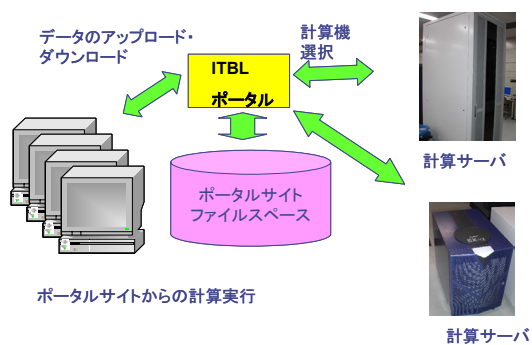 データのアップロード・
ダウンロード
ITBL
ポータル
計算機
選択
計算サーバ
ポータルサイト
ファイルスペース
ポータルサイトからの計算実行
計算サーバ